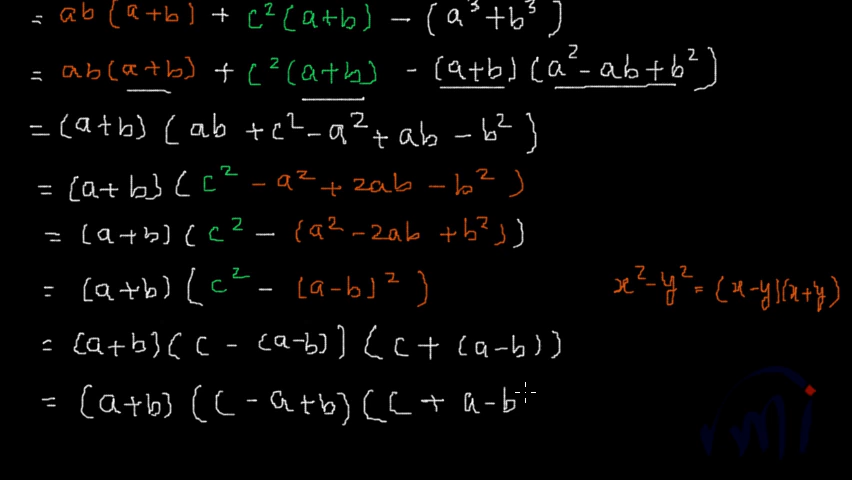 = ab(a+b) + c²(a+b) - (a³+b³)
= ab(a+b) + c²(a+b) - (a+b)(a²-ab+b²)
= (a+b)(ab+c²-a²+ab-b²)
= (a+b)(c²-a²+2ab-b²)
= (a+b)(c²-(a²-2ab+b²))
= (a+b)(c²-(a-b)²)
x²-y²=(x-y)(x+y)
= (a+b)(c-(a-b))(c+(a-b))
= (a+b)(c-a+b)(c+a-b